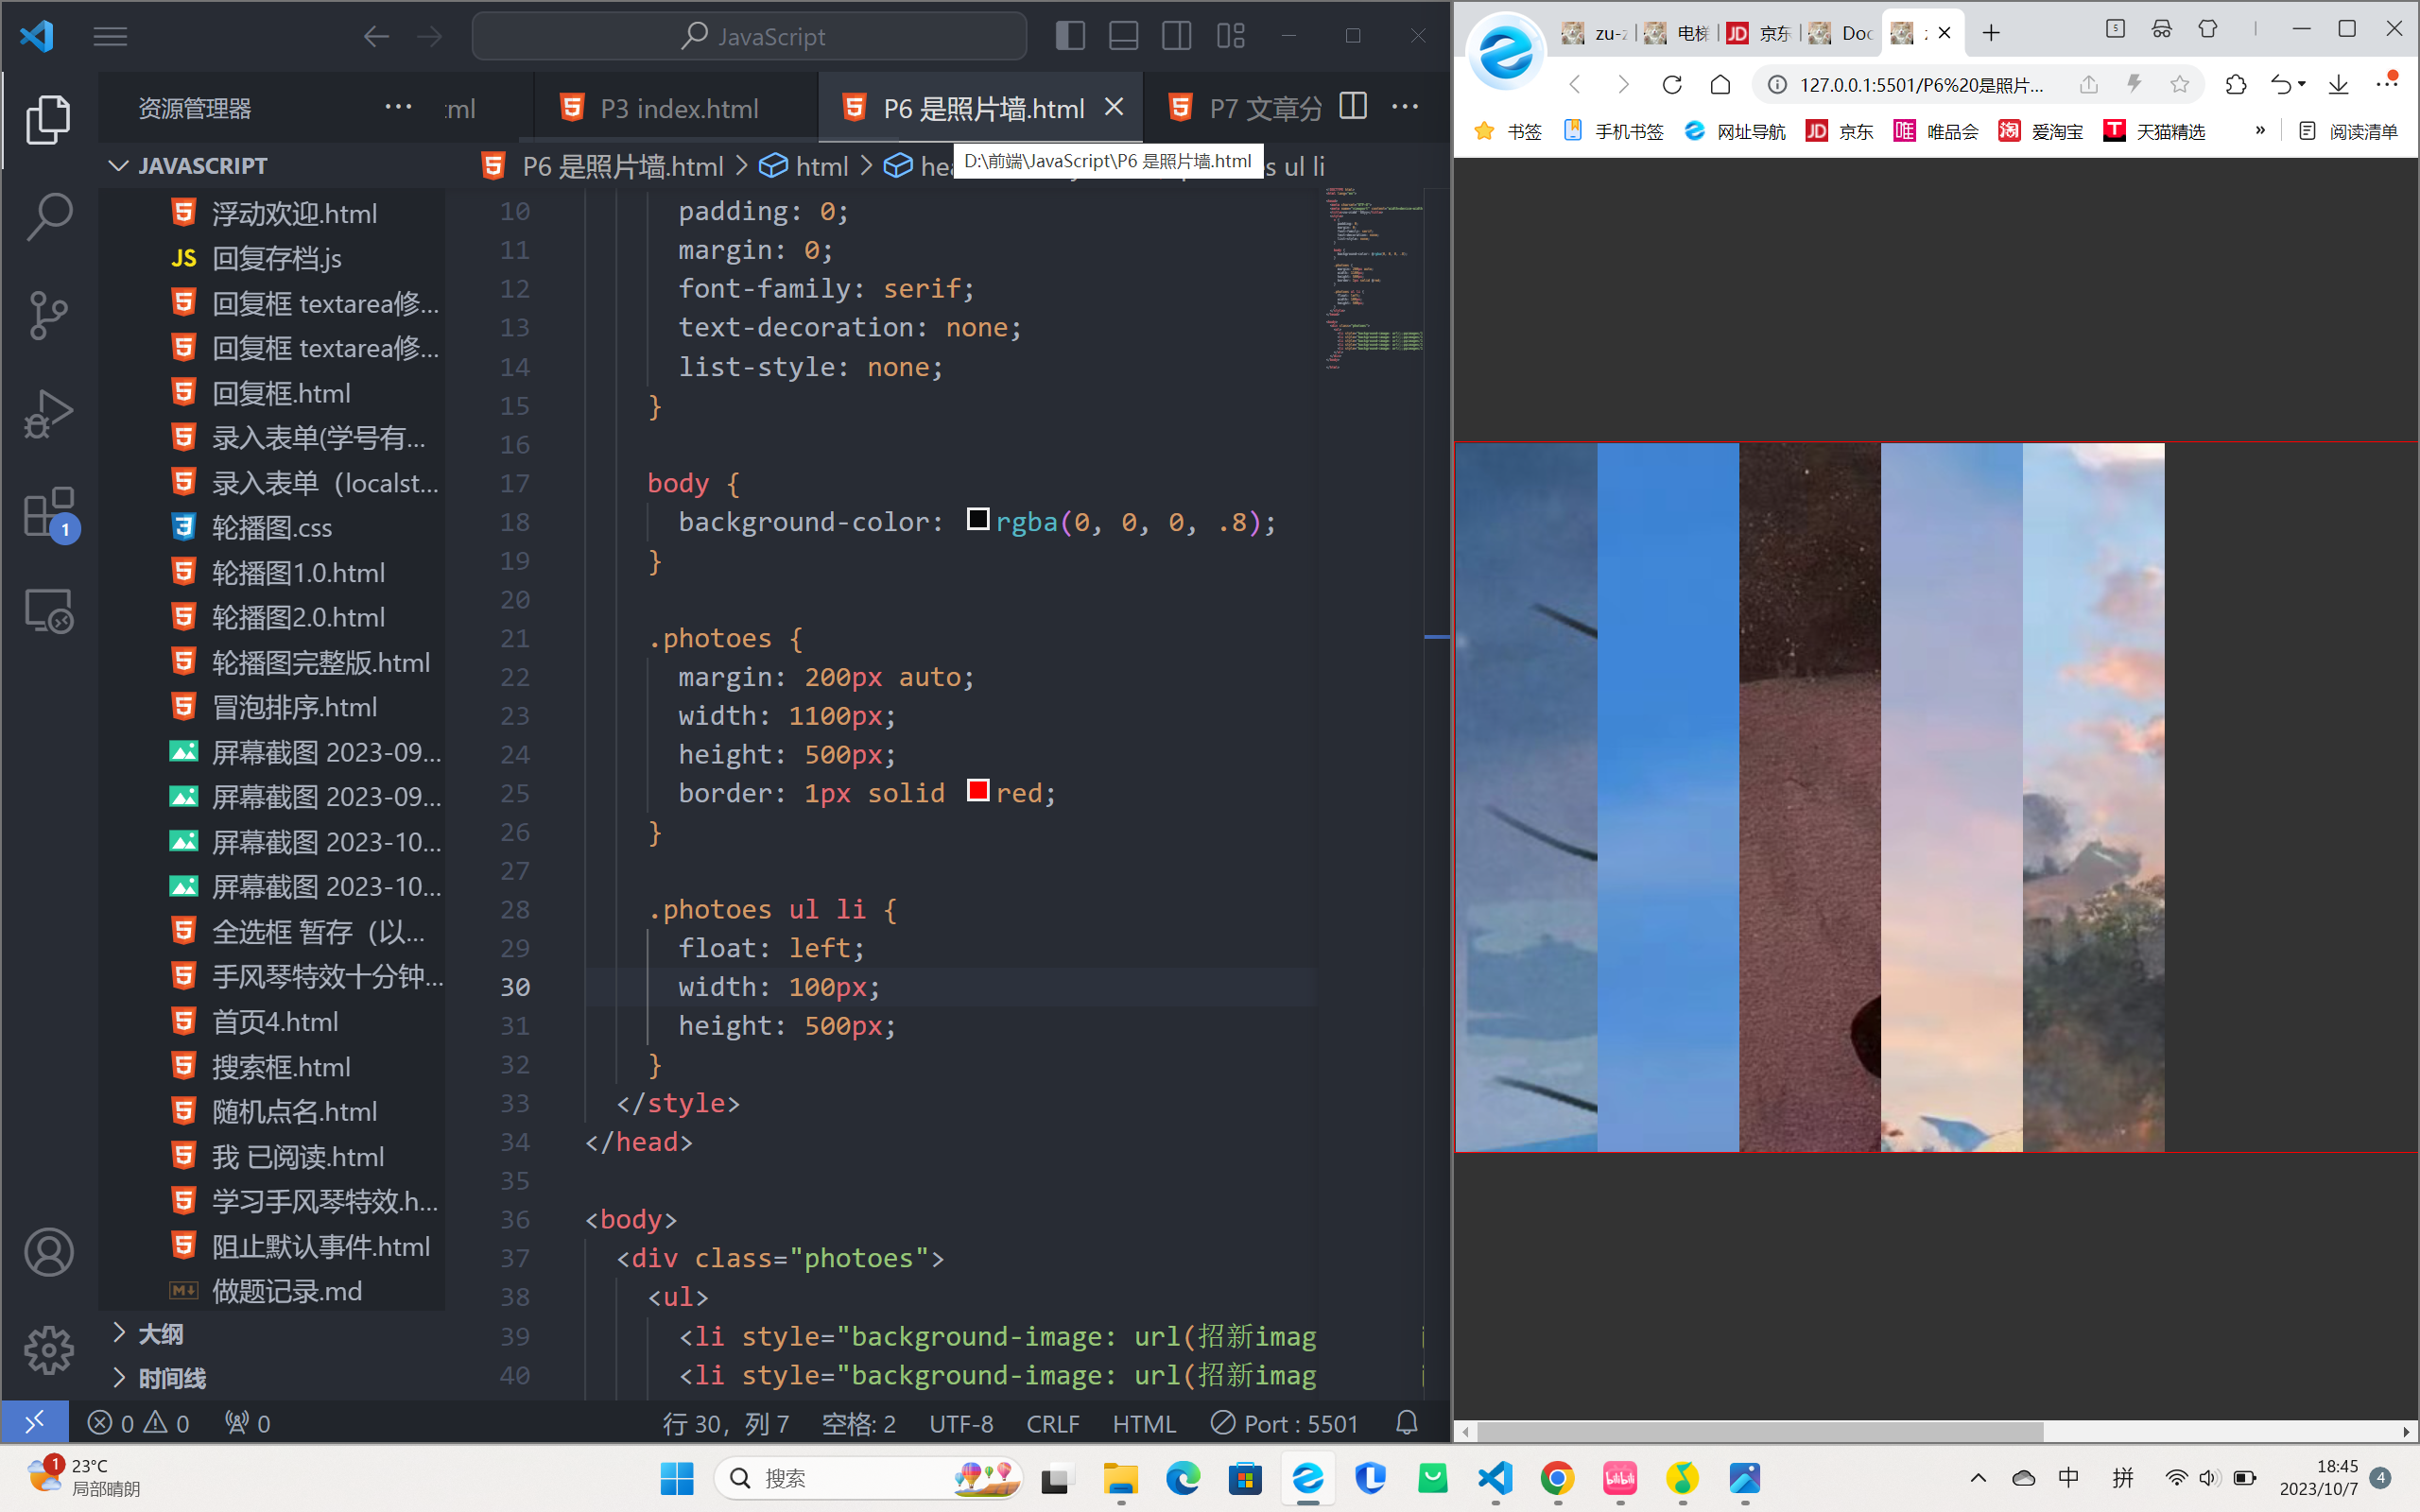 JavaScript
资源管理器
ml
P3 index.html
P6 是照片墙.html
P7 文章分
JAVASCRIPT
P6 是照片墙.html > html > hea
D:\前端\JavaScript\P6 是照片墙.html
s ul li
浮动欢迎.html
JS 回复存档.js
回复框 textarea修...
回复框 textarea修...
回复框.html
录入表单(学号有...
录入表单（localst...
轮播图.css
轮播图1.0.html
轮播图2.0.html
轮播图完整版.html
冒泡排序.html
屏幕截图 2023-09...
屏幕截图 2023-09...
屏幕截图 2023-10...
屏幕截图 2023-10...
全选框 暂存（以...
手风琴特效十分钟...
首页4.html
搜索框.html
随机点名.html
我 已阅读.html
学习手风琴特效.h...
阻止默认事件.html
做题记录.md
大纲
时间线
1
10 padding: 0;
11 margin: 0;
12 font-family: serif;
13 text-decoration: none;
14 list-style: none;
15 }
16
17 body {
18 background-color: rgba(0, 0, 0, .8);
19 }
20
21 .photoes {
22 margin: 200px auto;
23 width: 1100px;
24 height: 500px;
25 border: 1px solid red;
26 }
27
28 .photoes ul li {
29 float: left;
30 width: 100px;
31 height: 500px;
32 }
33 </style>
34 </head>
35
36 <body>
37 <div class="photoes">
38 <ul>
39 <li style="background-image: url(招新imag
40 <li style="background-image: url(招新imag
0 0 0
行 30，列 7
空格: 2
UTF-8
CRLF
HTML
Port : 5501
zu-z
电梯
JD 京东
Doc
5
127.0.0.1:5501/P6%20是照片...
书签
手机书签
网址导航
JD 京东
唯 唯品会
淘 爱淘宝
T 天猫精选
»
阅读清单
1
23°C
局部晴朗
搜索
bilibili
中
拼
18:45
2023/10/7
4